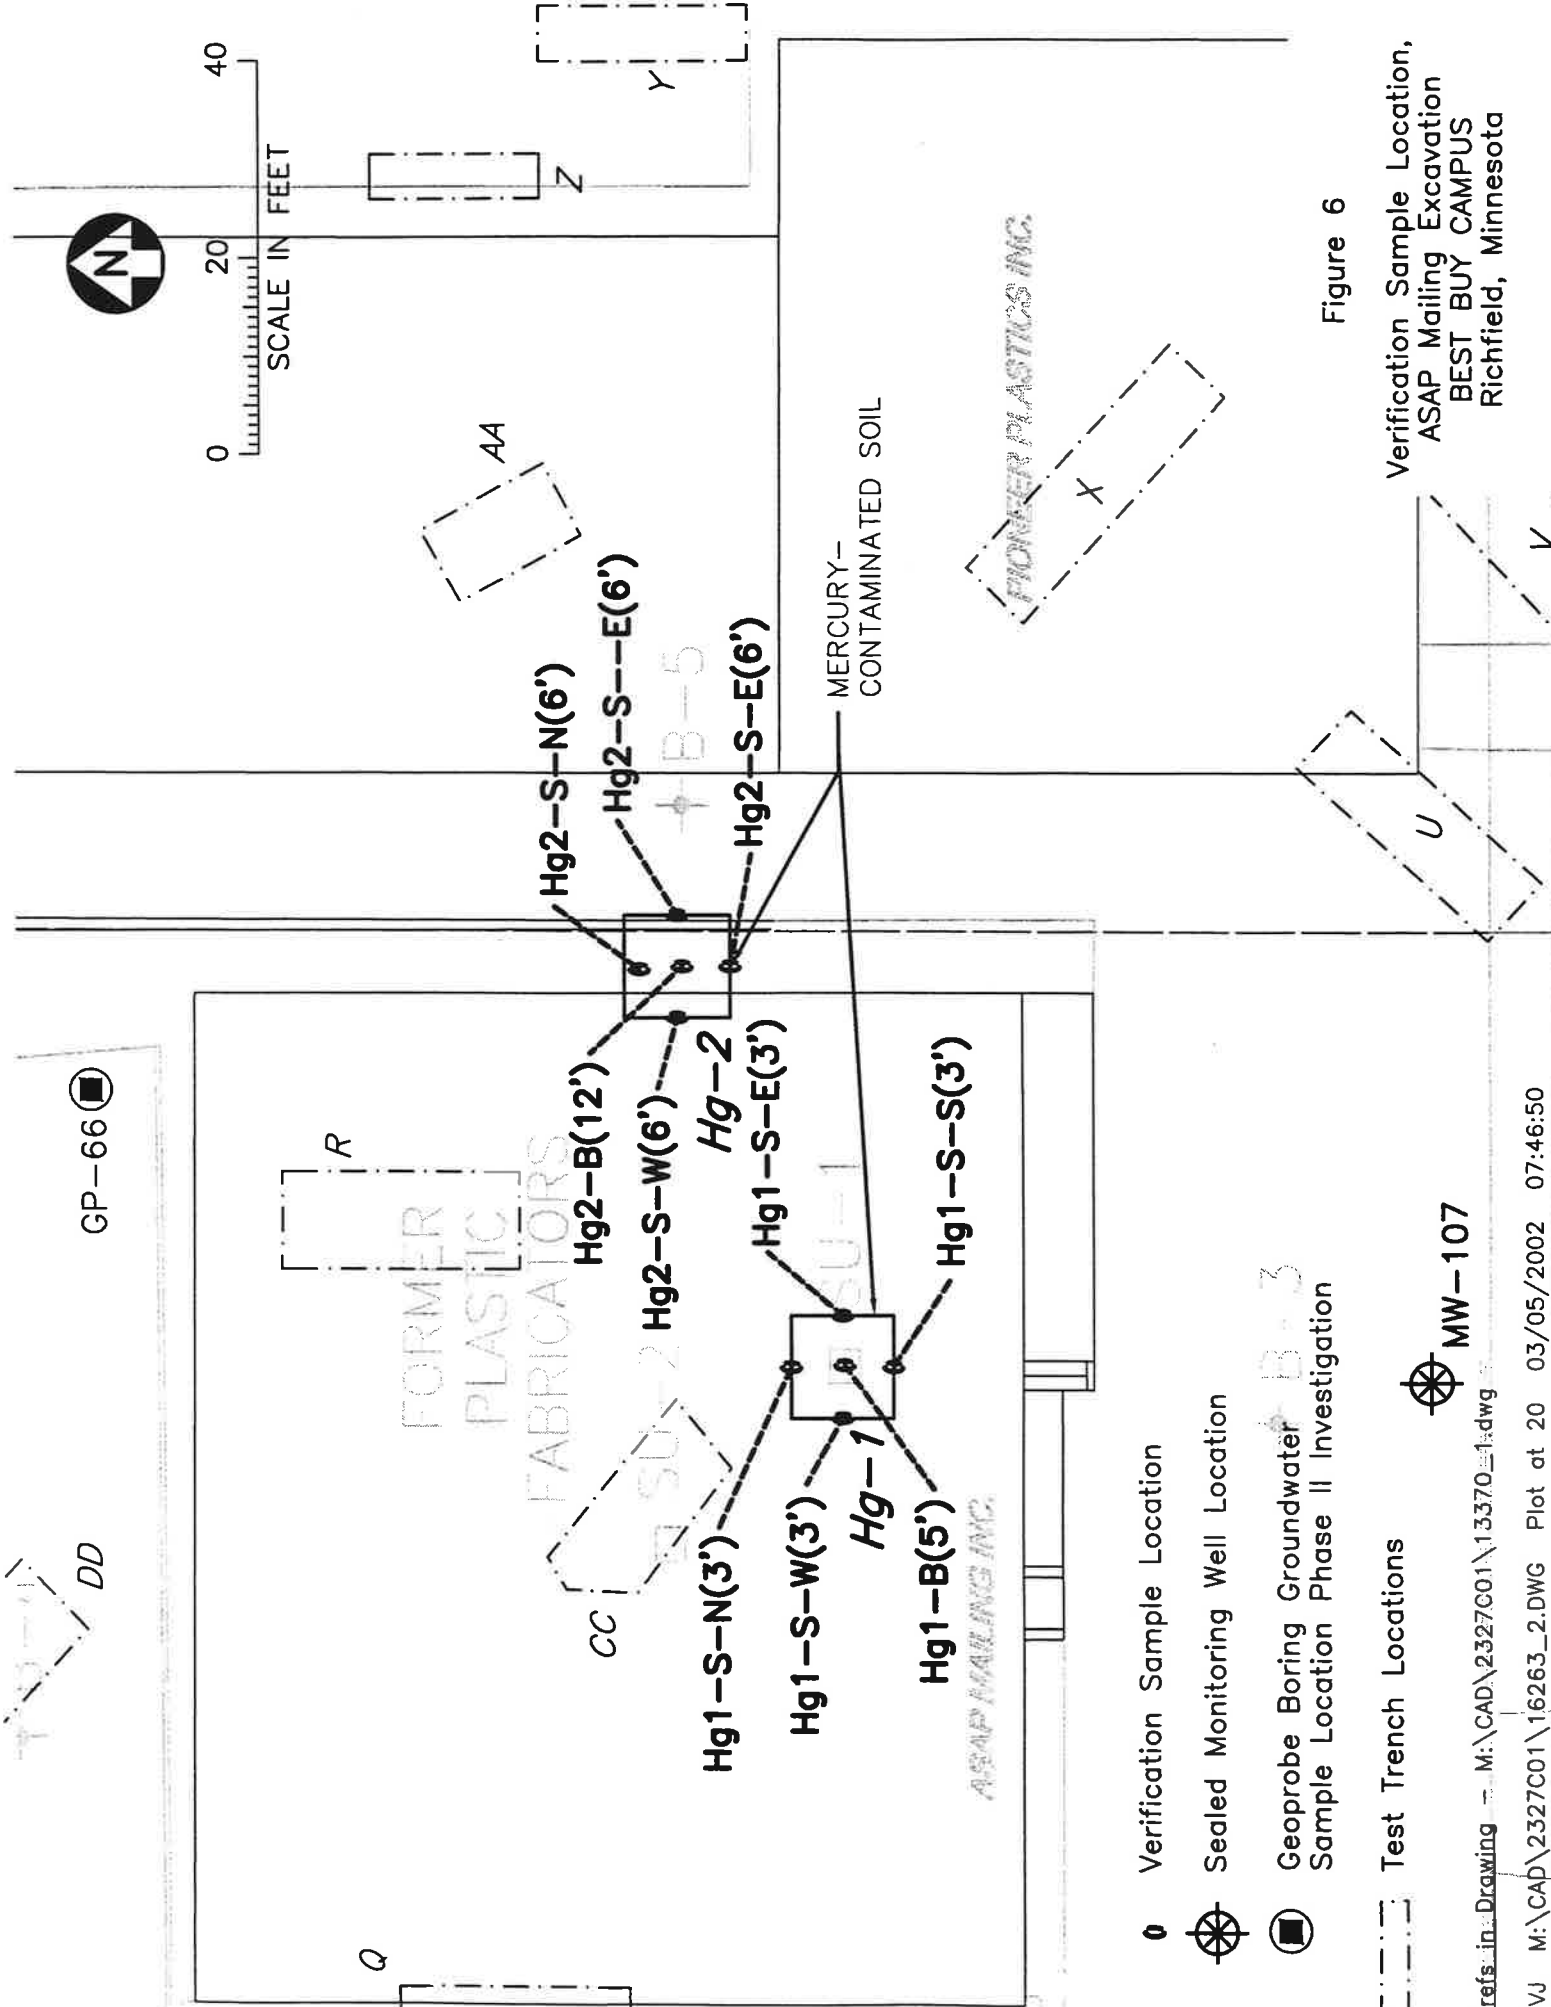 DD
GP-66
N
0
20
40
SCALE IN FEET
Q
R
FORMER
PLASTIC
FABRICATORS
AA
Z
Y
CC
SU-2
Hg2-S-N(6')
Hg2-S--E(6')
B-5
Hg2-S-E(6')
Hg2-B(12')
Hg2-S-W(6')
Hg-2
Hg1-S-E(3')
SU-1
Hg1-S-N(3')
Hg1-S-W(3')
Hg-1
Hg1-B(5')
Hg1-S-S(3')
MERCURY-
CONTAMINATED SOIL
ASAP MAILING INC.
PIONEER PLASTICS INC.
X
U
V
Verification Sample Location
Sealed Monitoring Well Location
Geoprobe Boring Groundwater
Sample Location Phase II Investigation
B-3
Test Trench Locations
MW-107
Figure 6
Verification Sample Location,
ASAP Mailing Excavation
BEST BUY CAMPUS
Richfield, Minnesota
refs in Drawing - M:\CAD\2327C01\13370_1.dwg
VJ M:\CAD\2327C01\16263_2.DWG Plot at 20 03/05/2002 07:46:50